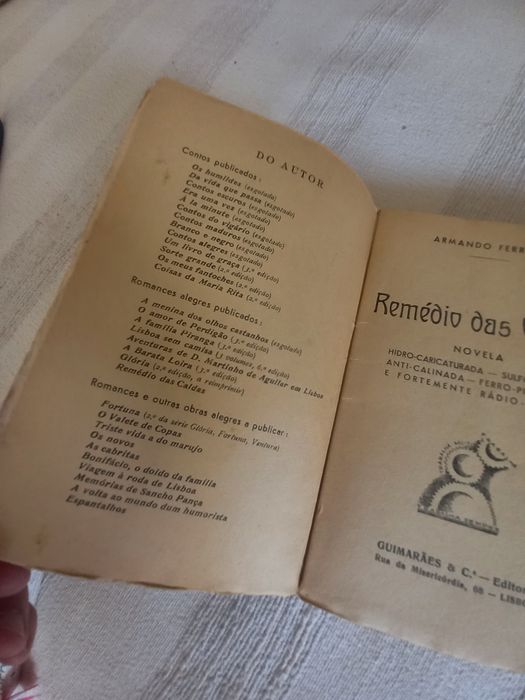 DO AUTOR
Contos publicados:
Os humildes (esgotado)
Da vida que passa (esgotado)
Contos escuros (esgotado)
Era uma vez (esgotado)
À la minute (esgotado)
Contos do vigário (esgotado)
Contos maduros (esgotado)
Branco e negro (esgotado)
Contos alegres (esgotado)
Um livro de graça (3.ª edição)
Sorte grande (2.ª edição)
Os meus fantoches (2.ª edição)
Coisas da Maria Rita (2.ª edição)
Romances alegres publicados:
A menina dos olhos castanhos (esgotado)
O amor de Perdigão (3.ª edição)
A família Piranga (3.ª edição)
Lisboa sem camisa (3 volumes, 6.ª edição)
Aventuras de D. Martinho de Aguilar em Lisboa
A Barata Loira (3.ª edição)
Glória (2.ª edição, a reimprimir)
Remédio das Caldas
Romances e outras obras alegres a publicar:
Fortuna (2.ª da série Glória, Fortuna, Ventura)
O Valete de Copas
Triste vida a do marujo
Os novos
As cabritas
Bonifácio, o doido da família
Viagem à roda de Lisboa
Memórias de Sancho Pança
A volta ao mundo dum humorista
Espantalhos
ARMANDO FERR
Remédio das
NOVELA
HIDRO-CARICATURADA — SULF
ANTI-CALINADA — FERRO-P
E FORTEMENTE RÁDIO-
GUIMARÃES & C.ª — Editor
Rua da Misericórdia, 68 — LISBO